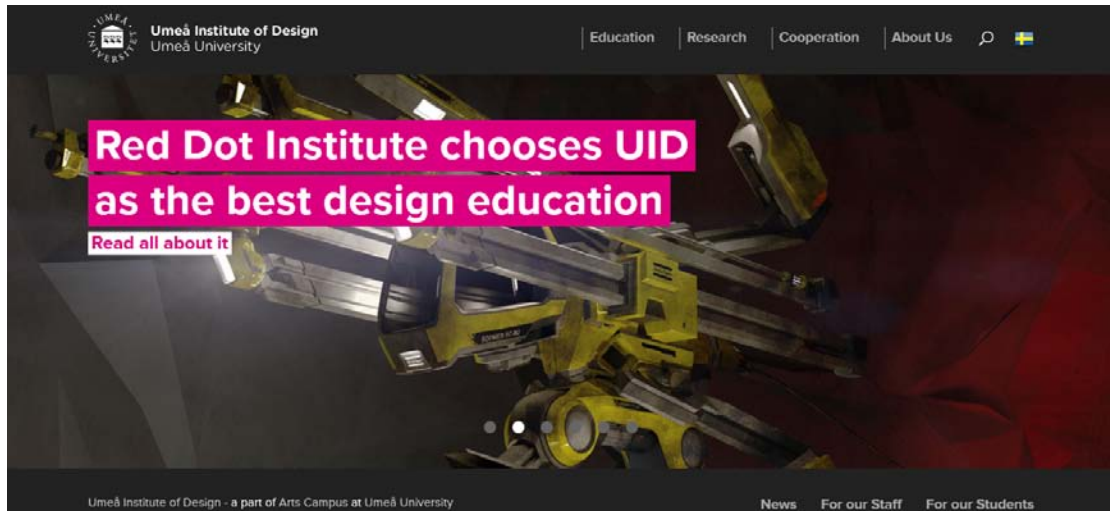 UMEÅ UNIVERSITET
Umeå Institute of Design
Umeå University
Education
Research
Cooperation
About Us
Red Dot Institute chooses UID
as the best design education
Read all about it
Umeå Institute of Design - a part of Arts Campus at Umeå University
News
For our Staff
For our Students